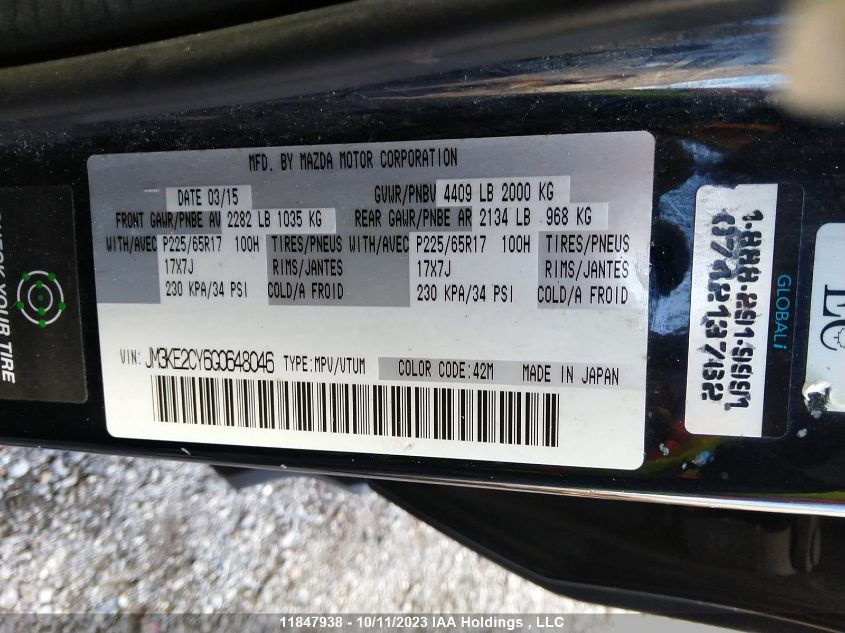 MFD. BY MAZDA MOTOR CORPORATION
DATE 03/15 GVWR/PNBV 4409 LB 2000 KG
FRONT GAWR/PNBE AV 2282 LB 1035 KG REAR GAWR/PNBE AR 2134 LB 968 KG
WITH/AVEC P225/65R17 100H TIRES/PNEUS WITH/AVEC P225/65R17 100H TIRES/PNEUS
17X7J RIMS/JANTES 17X7J RIMS/JANTES
230 KPA/34 PSI COLD/A FROID 230 KPA/34 PSI COLD/A FROID
VIN: JM3KE2CY6G0648046 TYPE:MPV/VTUM COLOR CODE:42M MADE IN JAPAN
YOUR TIRE
GLOBALi
EC
11847938 - 10/11/2023 IAA Holdings , LLC